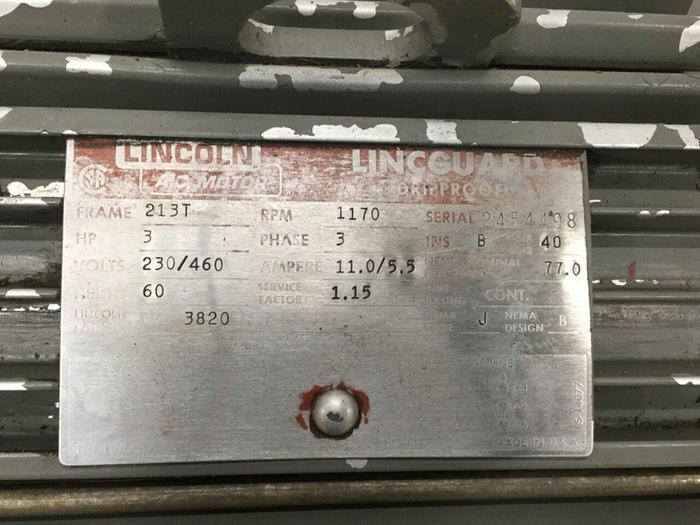 LINCOLN LINCGUARD
AC MOTOR DRIPPROOF
FRAME 213T RPM 1170 SERIAL 2454498
HP 3 PHASE 3 INS B 40
VOLTS 230/460 AMPERE 11.0/5.5 77.0
60 SERVICE FACTOR 1.15 RATING CONT.
LINCOLN 3820 J NEMA DESIGN B
MADE IN U.S.A.